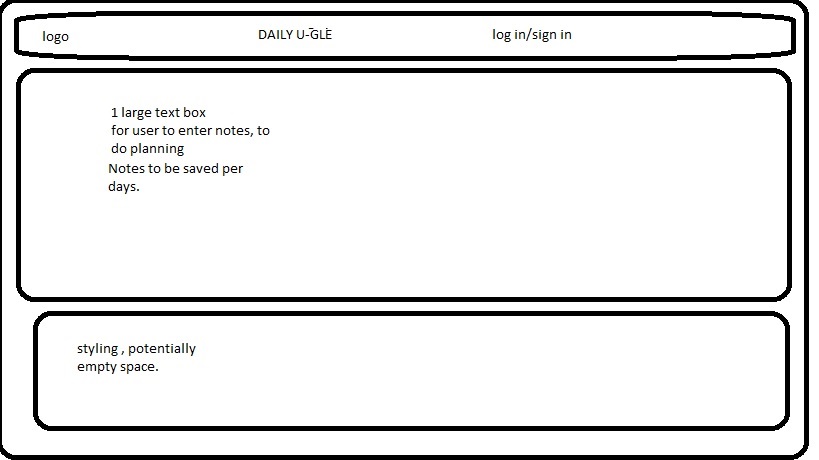 logo
DAILY U-GLE
log in/sign in
1 large text box
for user to enter notes, to
do planning
Notes to be saved per
days.
styling , potentially
empty space.